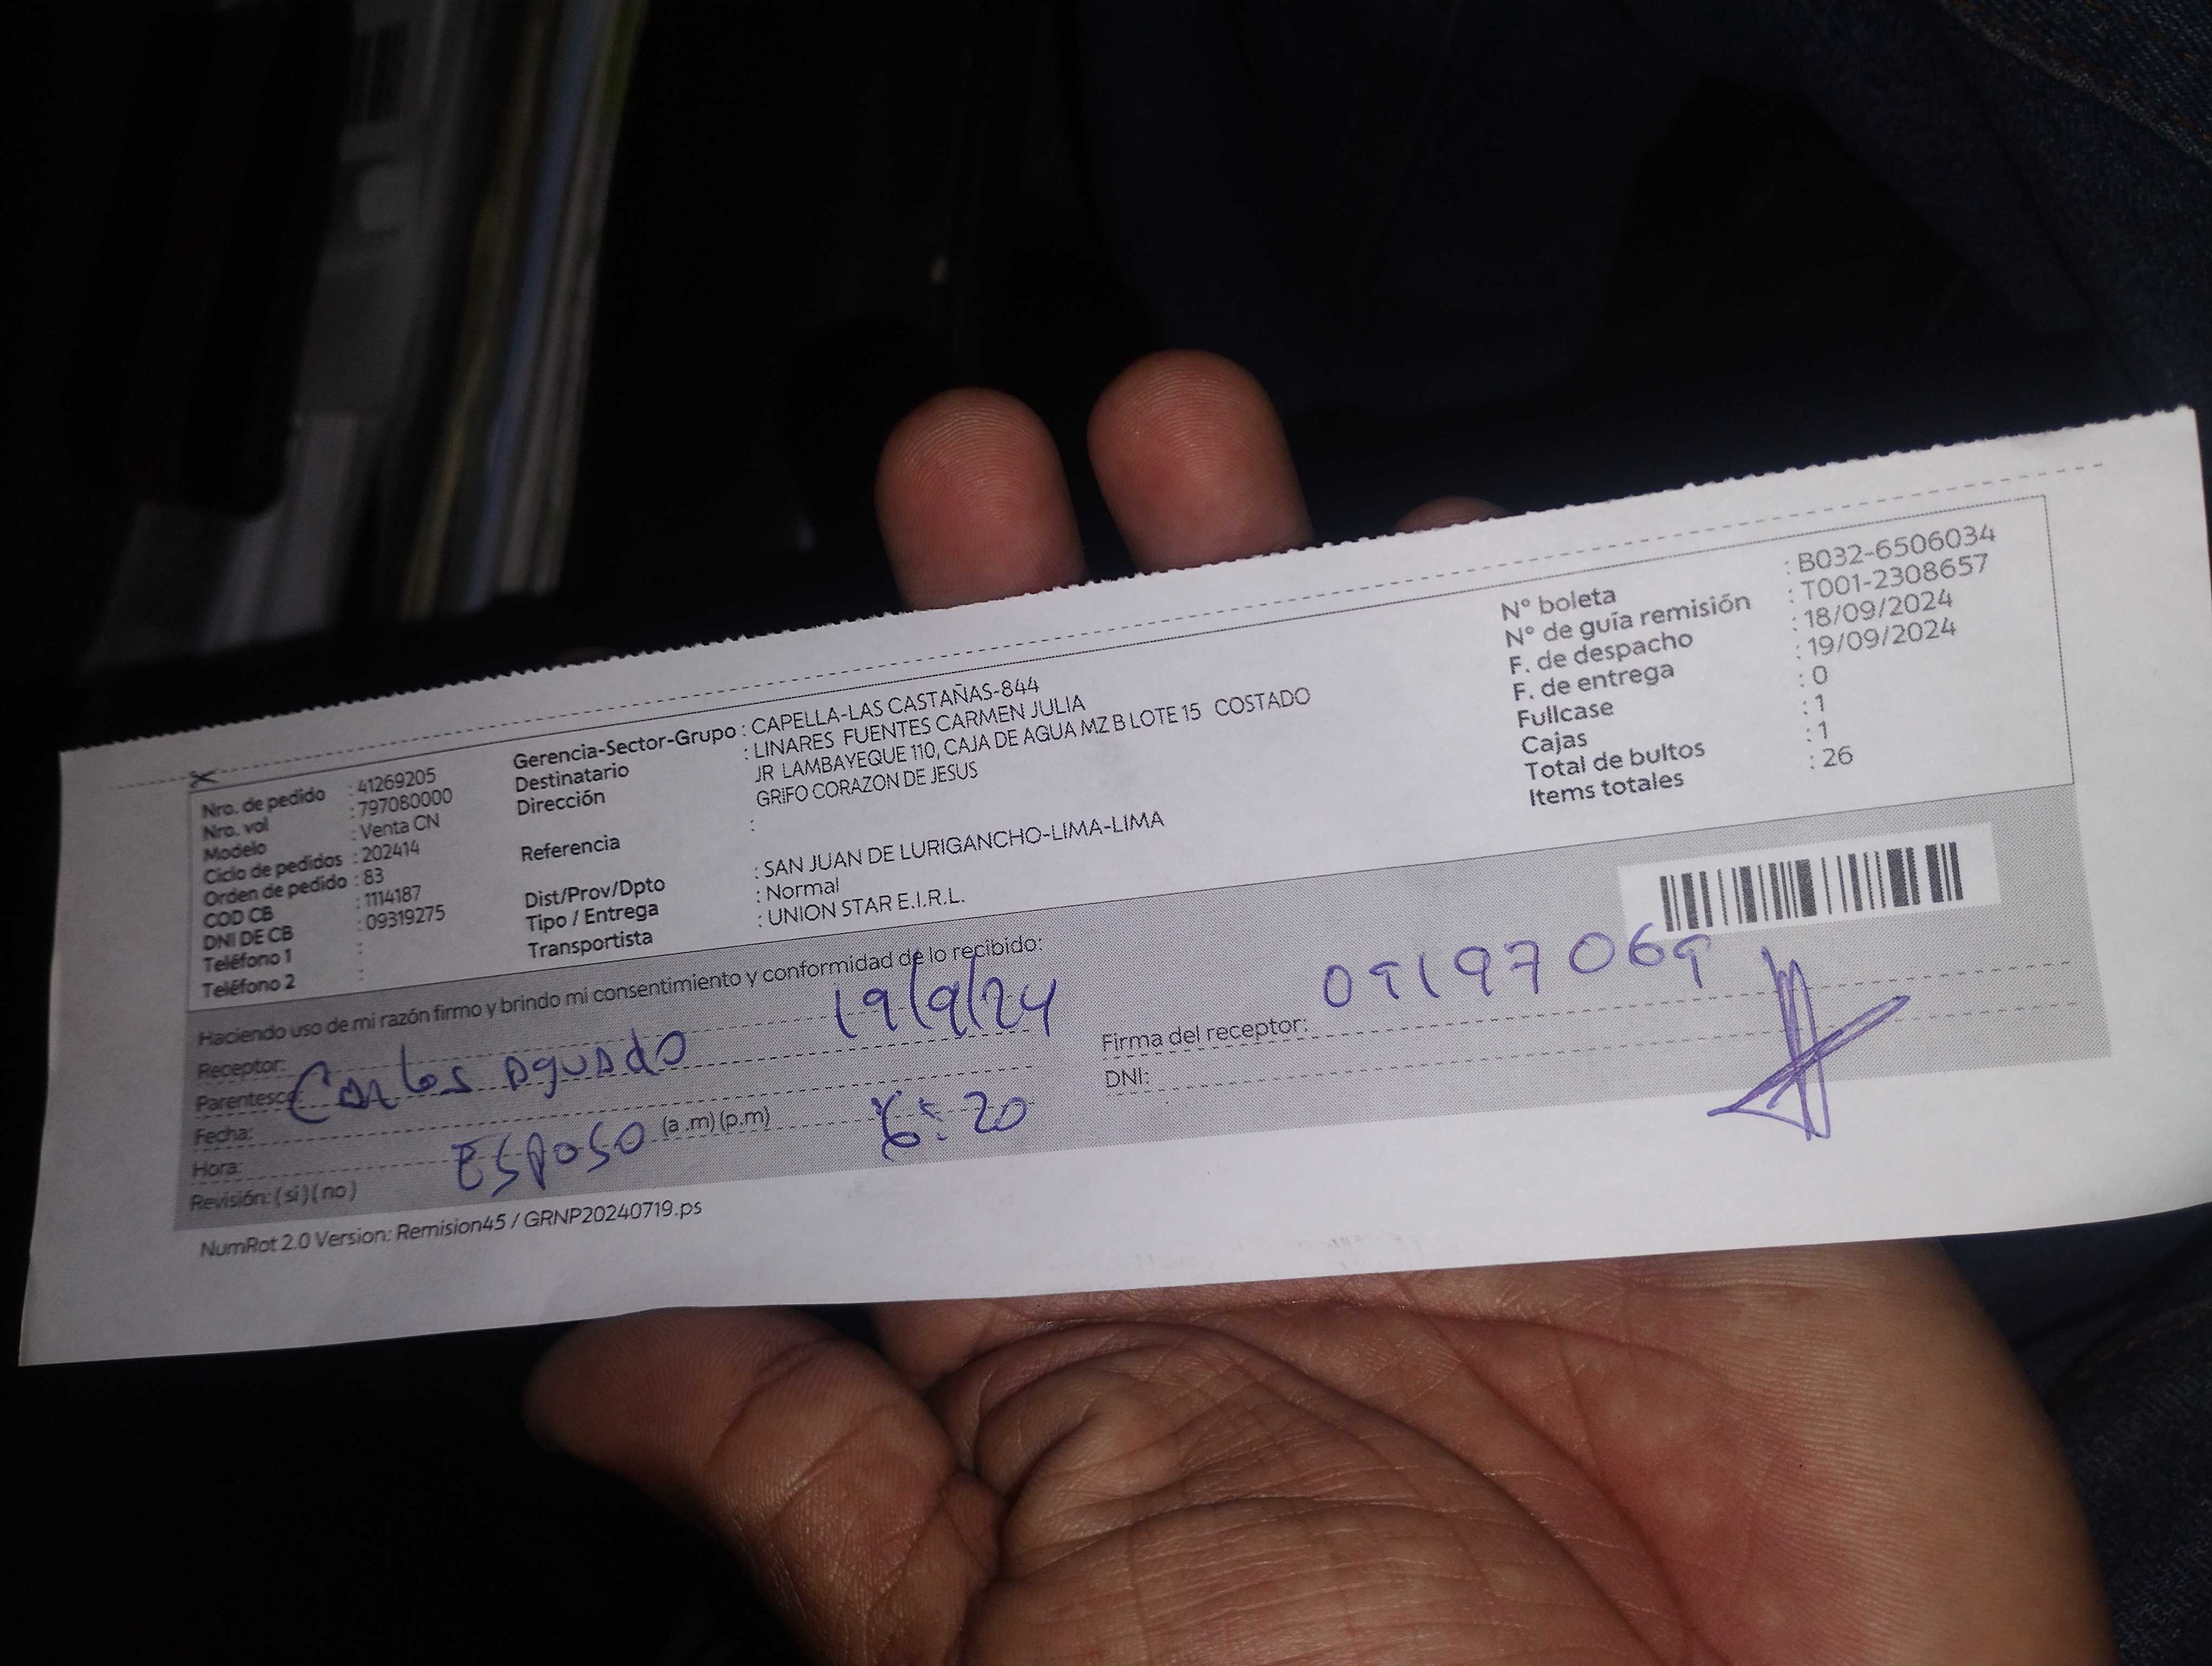 Nro. de pedido : 41269205
Nro. vol : 797080000
Modelo : Venta CN
Ciclo de pedidos : 202414
Orden de pedido : 83
COD CB : 1114187
DNI DE CB : 09319275
Teléfono 1 :
Teléfono 2 :
Gerencia-Sector-Grupo : CAPELLA-LAS CASTAÑAS-844
Destinatario : LINARES FUENTES CARMEN JULIA
Dirección JR LAMBAYEQUE 110, CAJA DE AGUA MZ B LOTE 15 COSTADO
GRIFO CORAZON DE JESUS
Referencia :
Dist/Prov/Dpto : SAN JUAN DE LURIGANCHO-LIMA-LIMA
Tipo / Entrega : Normal
Transportista : UNION STAR E.I.R.L.
N° boleta : B032-6506034
N° de guía remisión : T001-2308657
F. de despacho : 18/09/2024
F. de entrega : 19/09/2024
Fullcase : 0
Cajas : 1
Total de bultos : 1
Items totales : 26
Haciendo uso de mi razón firmo y brindo mi consentimiento y conformidad de lo recibido:
Receptor:
Parentesco: Carlos aguado 19/9/24
Fecha:
Hora: Esposo (a .m) (p.m) 6:20
Revisión: ( si ) ( no )
Firma del receptor: 09197069
DNI:
NumRot 2.0 Version: Remision45 / GRNP20240719.ps